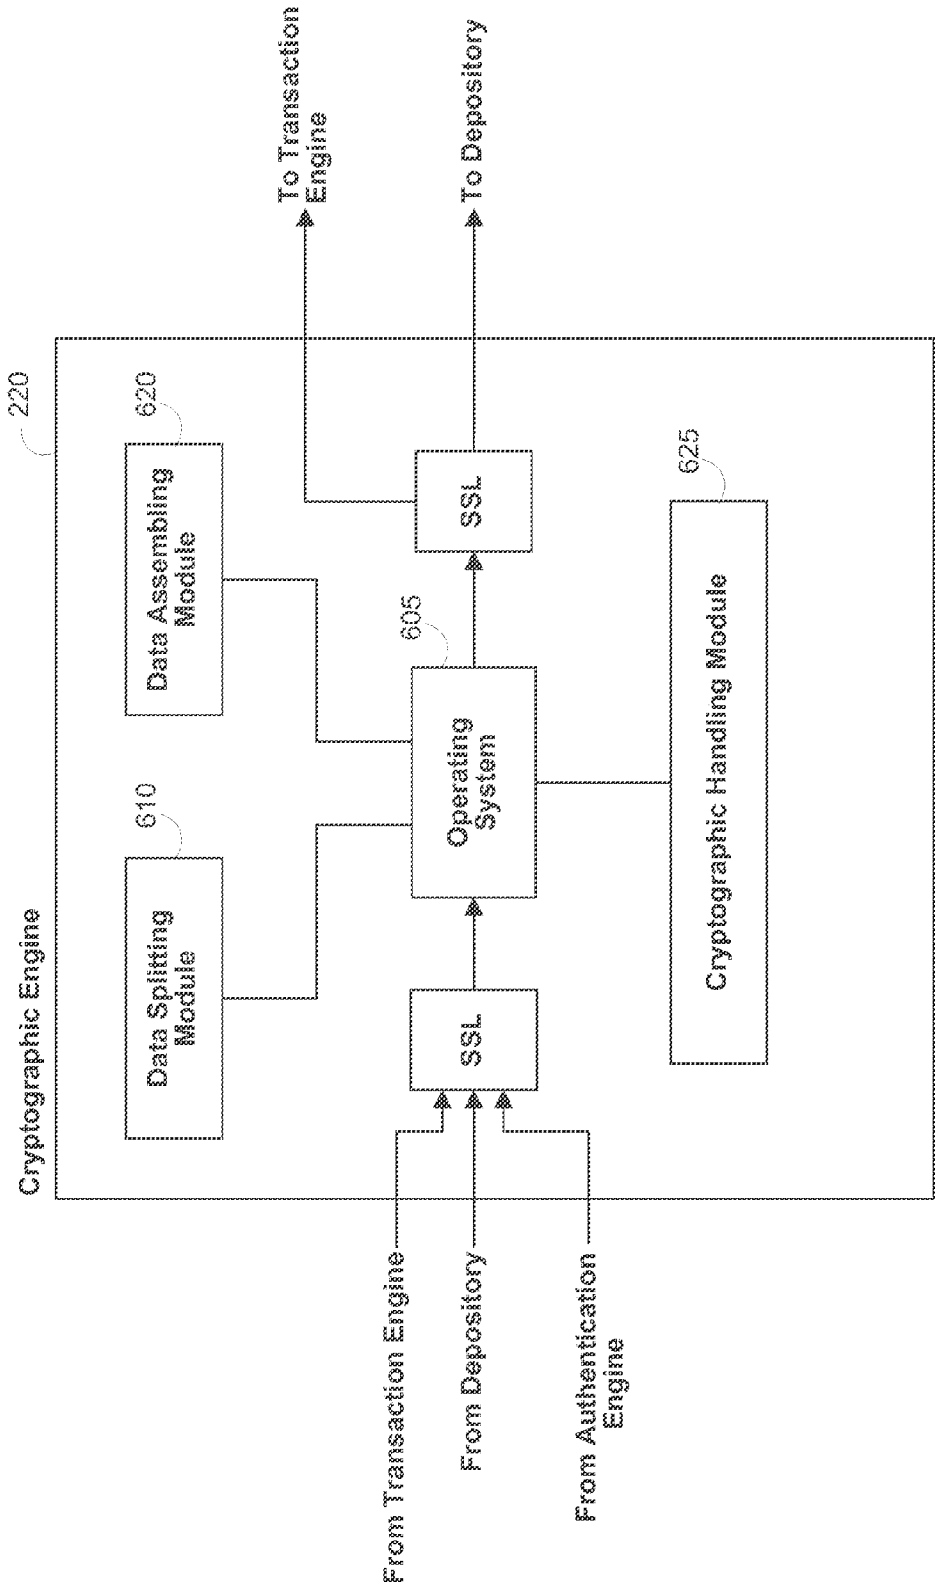 Cryptographic Engine
220
Data Splitting
Module
610
Data Assembling
Module
620
To Transaction
Engine
From Transaction Engine
From Depository
From Authentication
Engine
SSL
Operating
System
605
SSL
To Depository
Cryptographic Handling Module
625